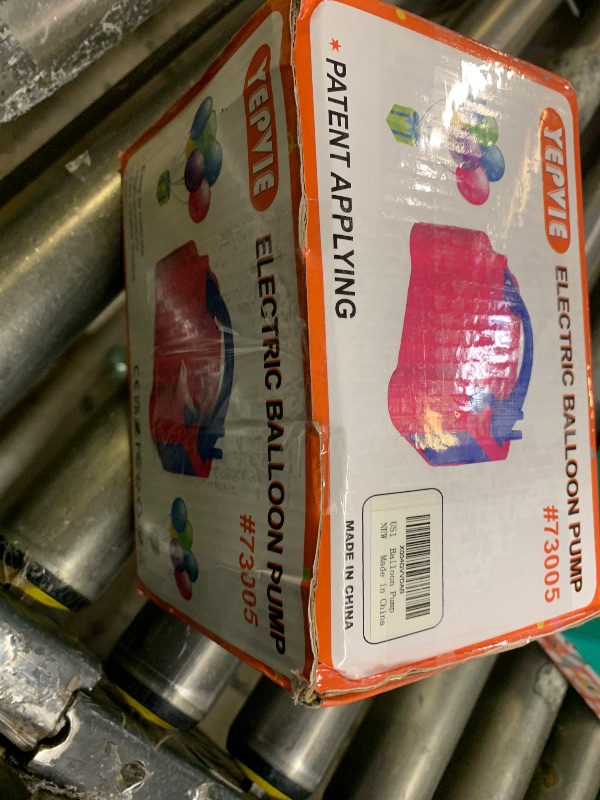 YEPVIE
ELECTRIC BALLOON PUMP
#73005
* PATENT APPLYING
X004GVVDAB
US1 Balloon Pump
NEW Made in China
MADE IN CHINA
YEPVIE
ELECTRIC BALLOON PUMP
#73005